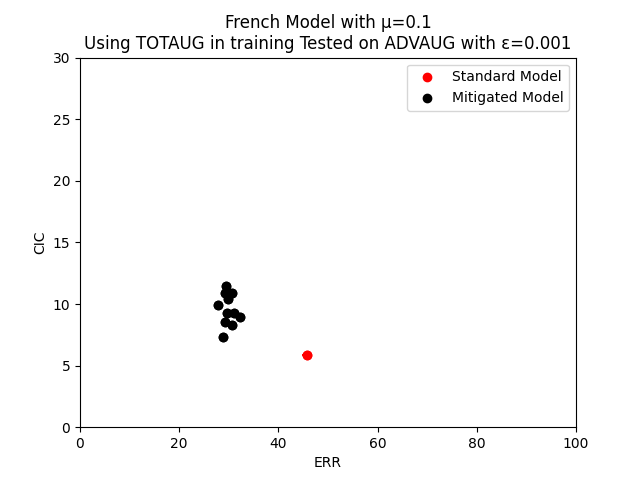 French Model with μ=0.1
Using TOTAUG in training Tested on ADVAUG with ε=0.001
Standard Model
Mitigated Model
30
25
20
15
10
5
0
CIC
0 20 40 60 80 100
ERR